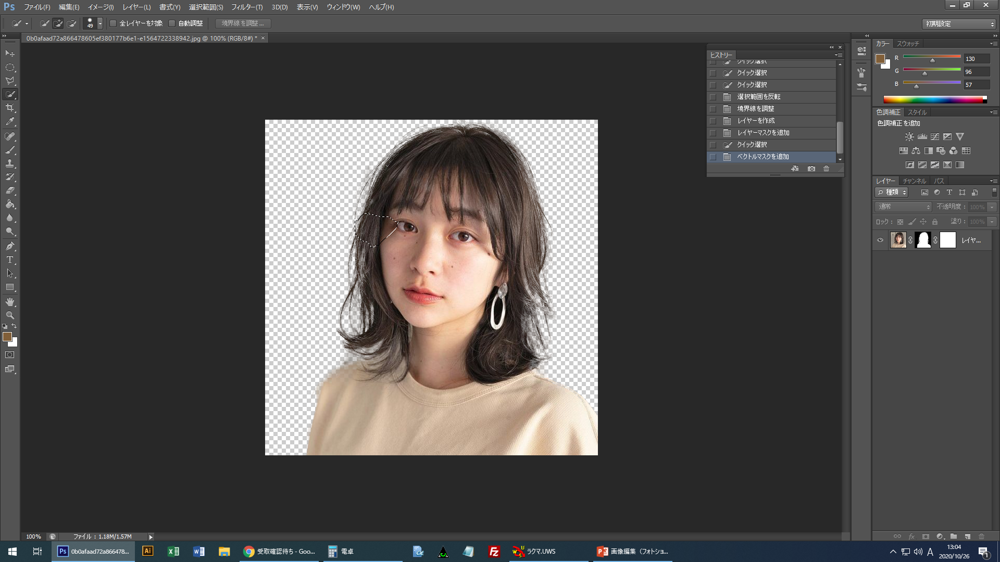 Ps ファイル(F) 編集(E) イメージ(I) レイヤー(L) 書式(Y) 選択範囲(S) フィルター(T) 3D(D) 表示(V) ウィンドウ(W) ヘルプ(H)
49 全レイヤーを対象 自動調整 境界線を調整... 初期設定
0b0afaad72a866478605ef380177b6e1-e1564722338942.jpg @ 100% (RGB/8#) * ×
ヒストリー
クイック選択
クイック選択
クイック選択
選択範囲を反転
境界線を調整
レイヤーを作成
レイヤーマスクを追加
クイック選択
ベクトルマスクを追加
カラー スウォッチ
R 130
G 96
B 57
色調補正 スタイル
色調補正を追加
レイヤー チャンネル パス
種類
通常 不透明度: 100%
ロック: 塗り: 100%
レイヤ...
T
fx
100% ファイル : 1.18M/1.57M
Ps 0b0afaad72a866478... Ai 受取確認待ち - Goo... 電卓 Fz ラクマ.UWS 画像編集（フォトショ... A 13:04
2020/10/26 1